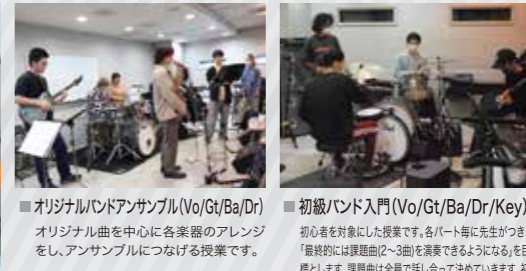 ■オリジナルバンドアンサンブル(Vo/Gt/Ba/Dr)
オリジナル曲を中心に各楽器のアレンジ
をし、アンサンブルにつなげる授業です。
■初級バンド入門(Vo/Gt/Ba/Dr/Key)
初心者を対象にした授業です。各パート毎に先生がつき
「最終的には課題曲(2〜3曲)を演奏できるようになる」を目
標とします。課題曲は全員で話し合って決めていきます。